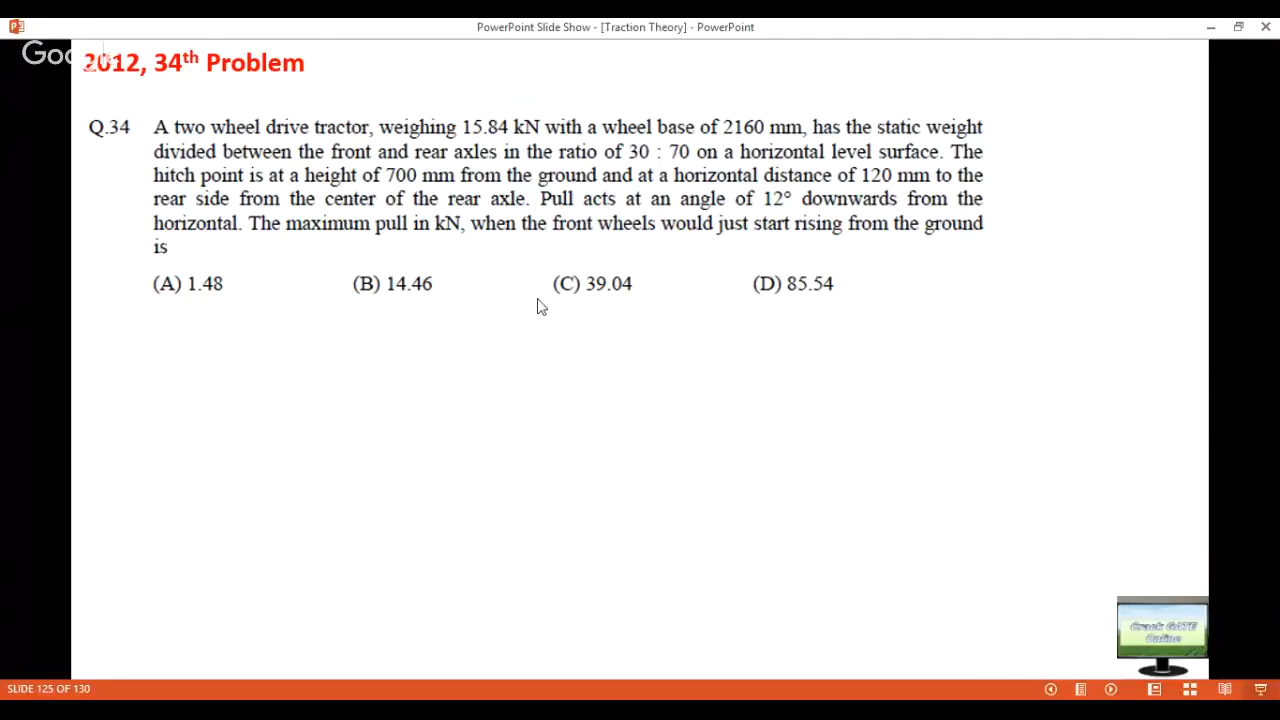 PowerPoint Slide Show - [Traction Theory] - PowerPoint
2012, 34th Problem
Q.34 A two wheel drive tractor, weighing 15.84 kN with a wheel base of 2160 mm, has the static weight
divided between the front and rear axles in the ratio of 30 : 70 on a horizontal level surface. The
hitch point is at a height of 700 mm from the ground and at a horizontal distance of 120 mm to the
rear side from the center of the rear axle. Pull acts at an angle of 12° downwards from the
horizontal. The maximum pull in kN, when the front wheels would just start rising from the ground
is
(A) 1.48 (B) 14.46 (C) 39.04 (D) 85.54
Crack GATE
Online
SLIDE 125 OF 130